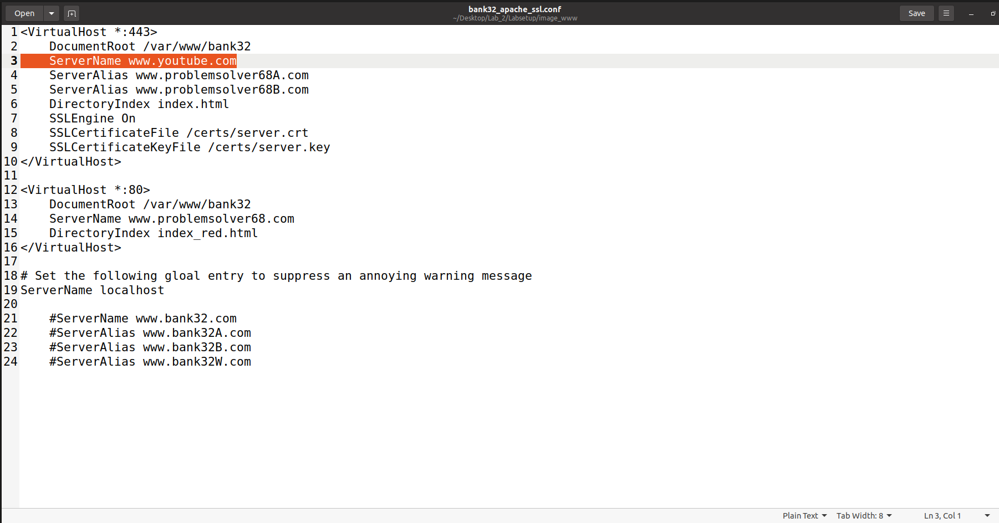 Open
bank32_apache_ssl.conf
~/Desktop/Lab_2/Labsetup/image_www
Save
1 <VirtualHost *:443>
2     DocumentRoot /var/www/bank32
3     ServerName www.youtube.com
4     ServerAlias www.problemsolver68A.com
5     ServerAlias www.problemsolver68B.com
6     DirectoryIndex index.html
7     SSLEngine On
8     SSLCertificateFile /certs/server.crt
9     SSLCertificateKeyFile /certs/server.key
10 </VirtualHost>
11
12 <VirtualHost *:80>
13     DocumentRoot /var/www/bank32
14     ServerName www.problemsolver68.com
15     DirectoryIndex index_red.html
16 </VirtualHost>
17
18 # Set the following gloal entry to suppress an annoying warning message
19 ServerName localhost
20
21     #ServerName www.bank32.com
22     #ServerAlias www.bank32A.com
23     #ServerAlias www.bank32B.com
24     #ServerAlias www.bank32W.com
Plain Text Tab Width: 8 Ln 3, Col 1